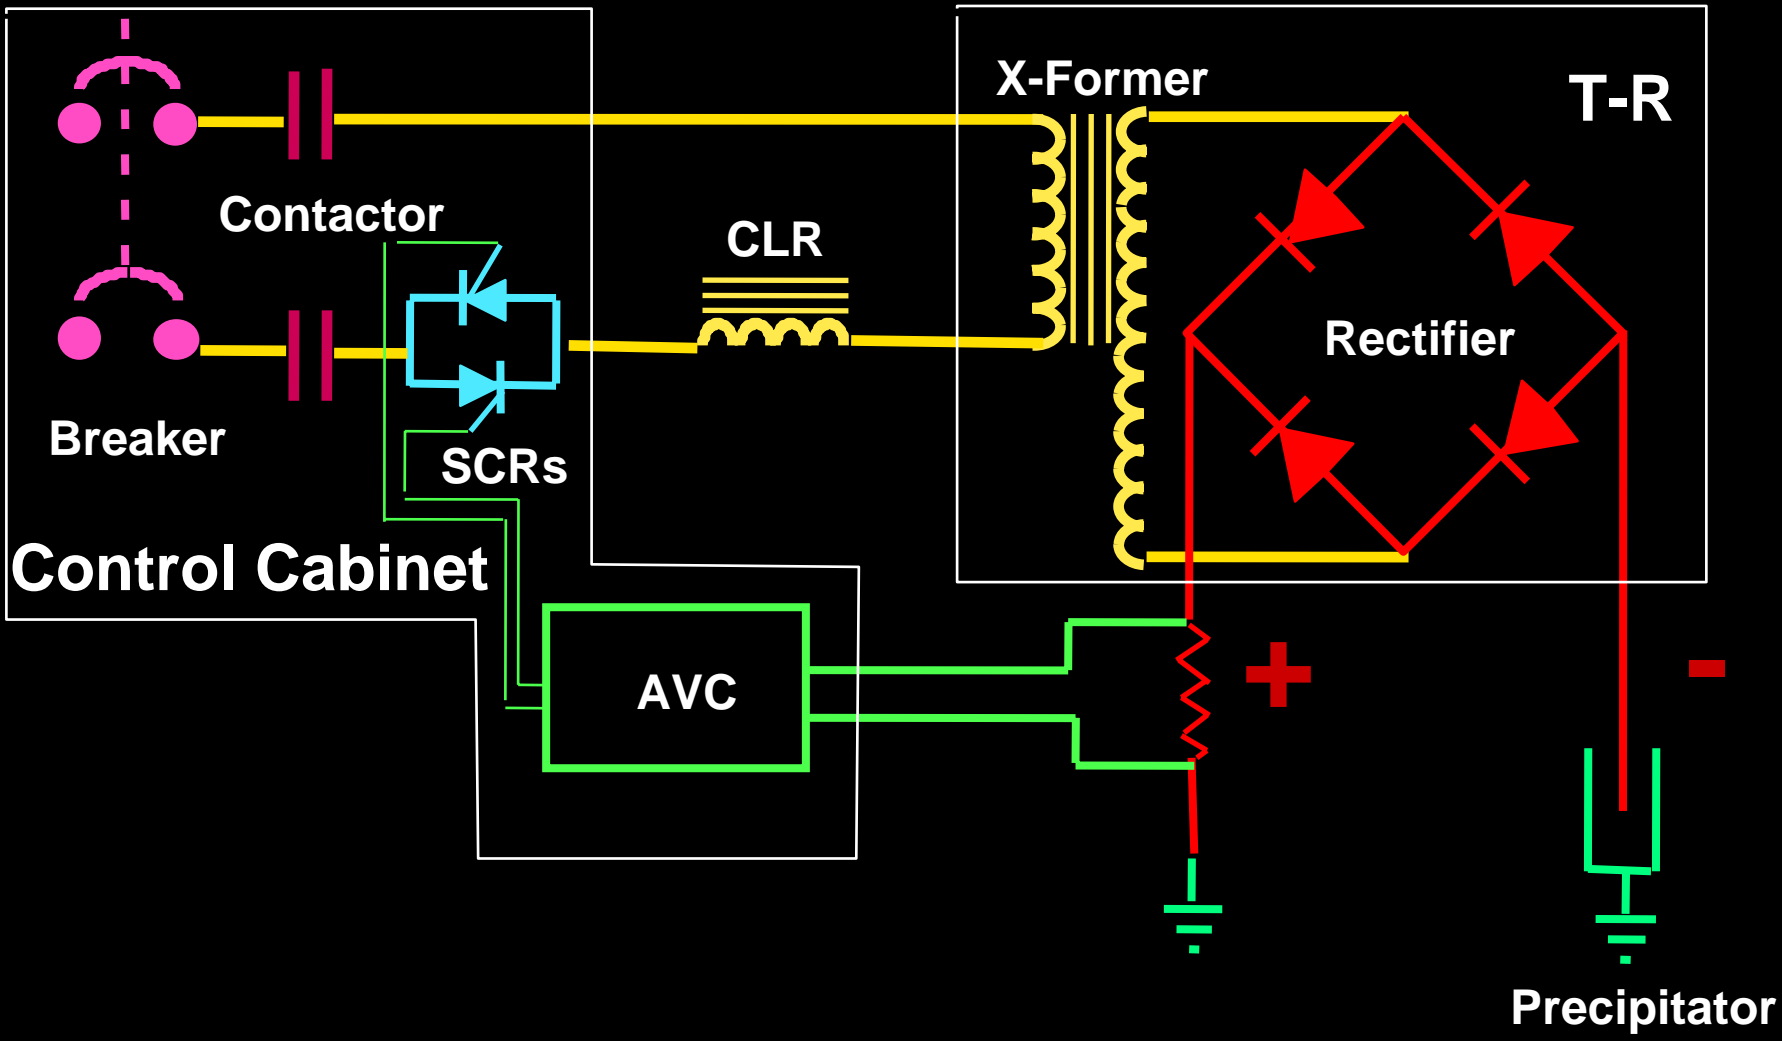 X-Former
T-R
Contactor
CLR
Rectifier
Breaker
SCRs
Control Cabinet
AVC
+
-
Precipitator